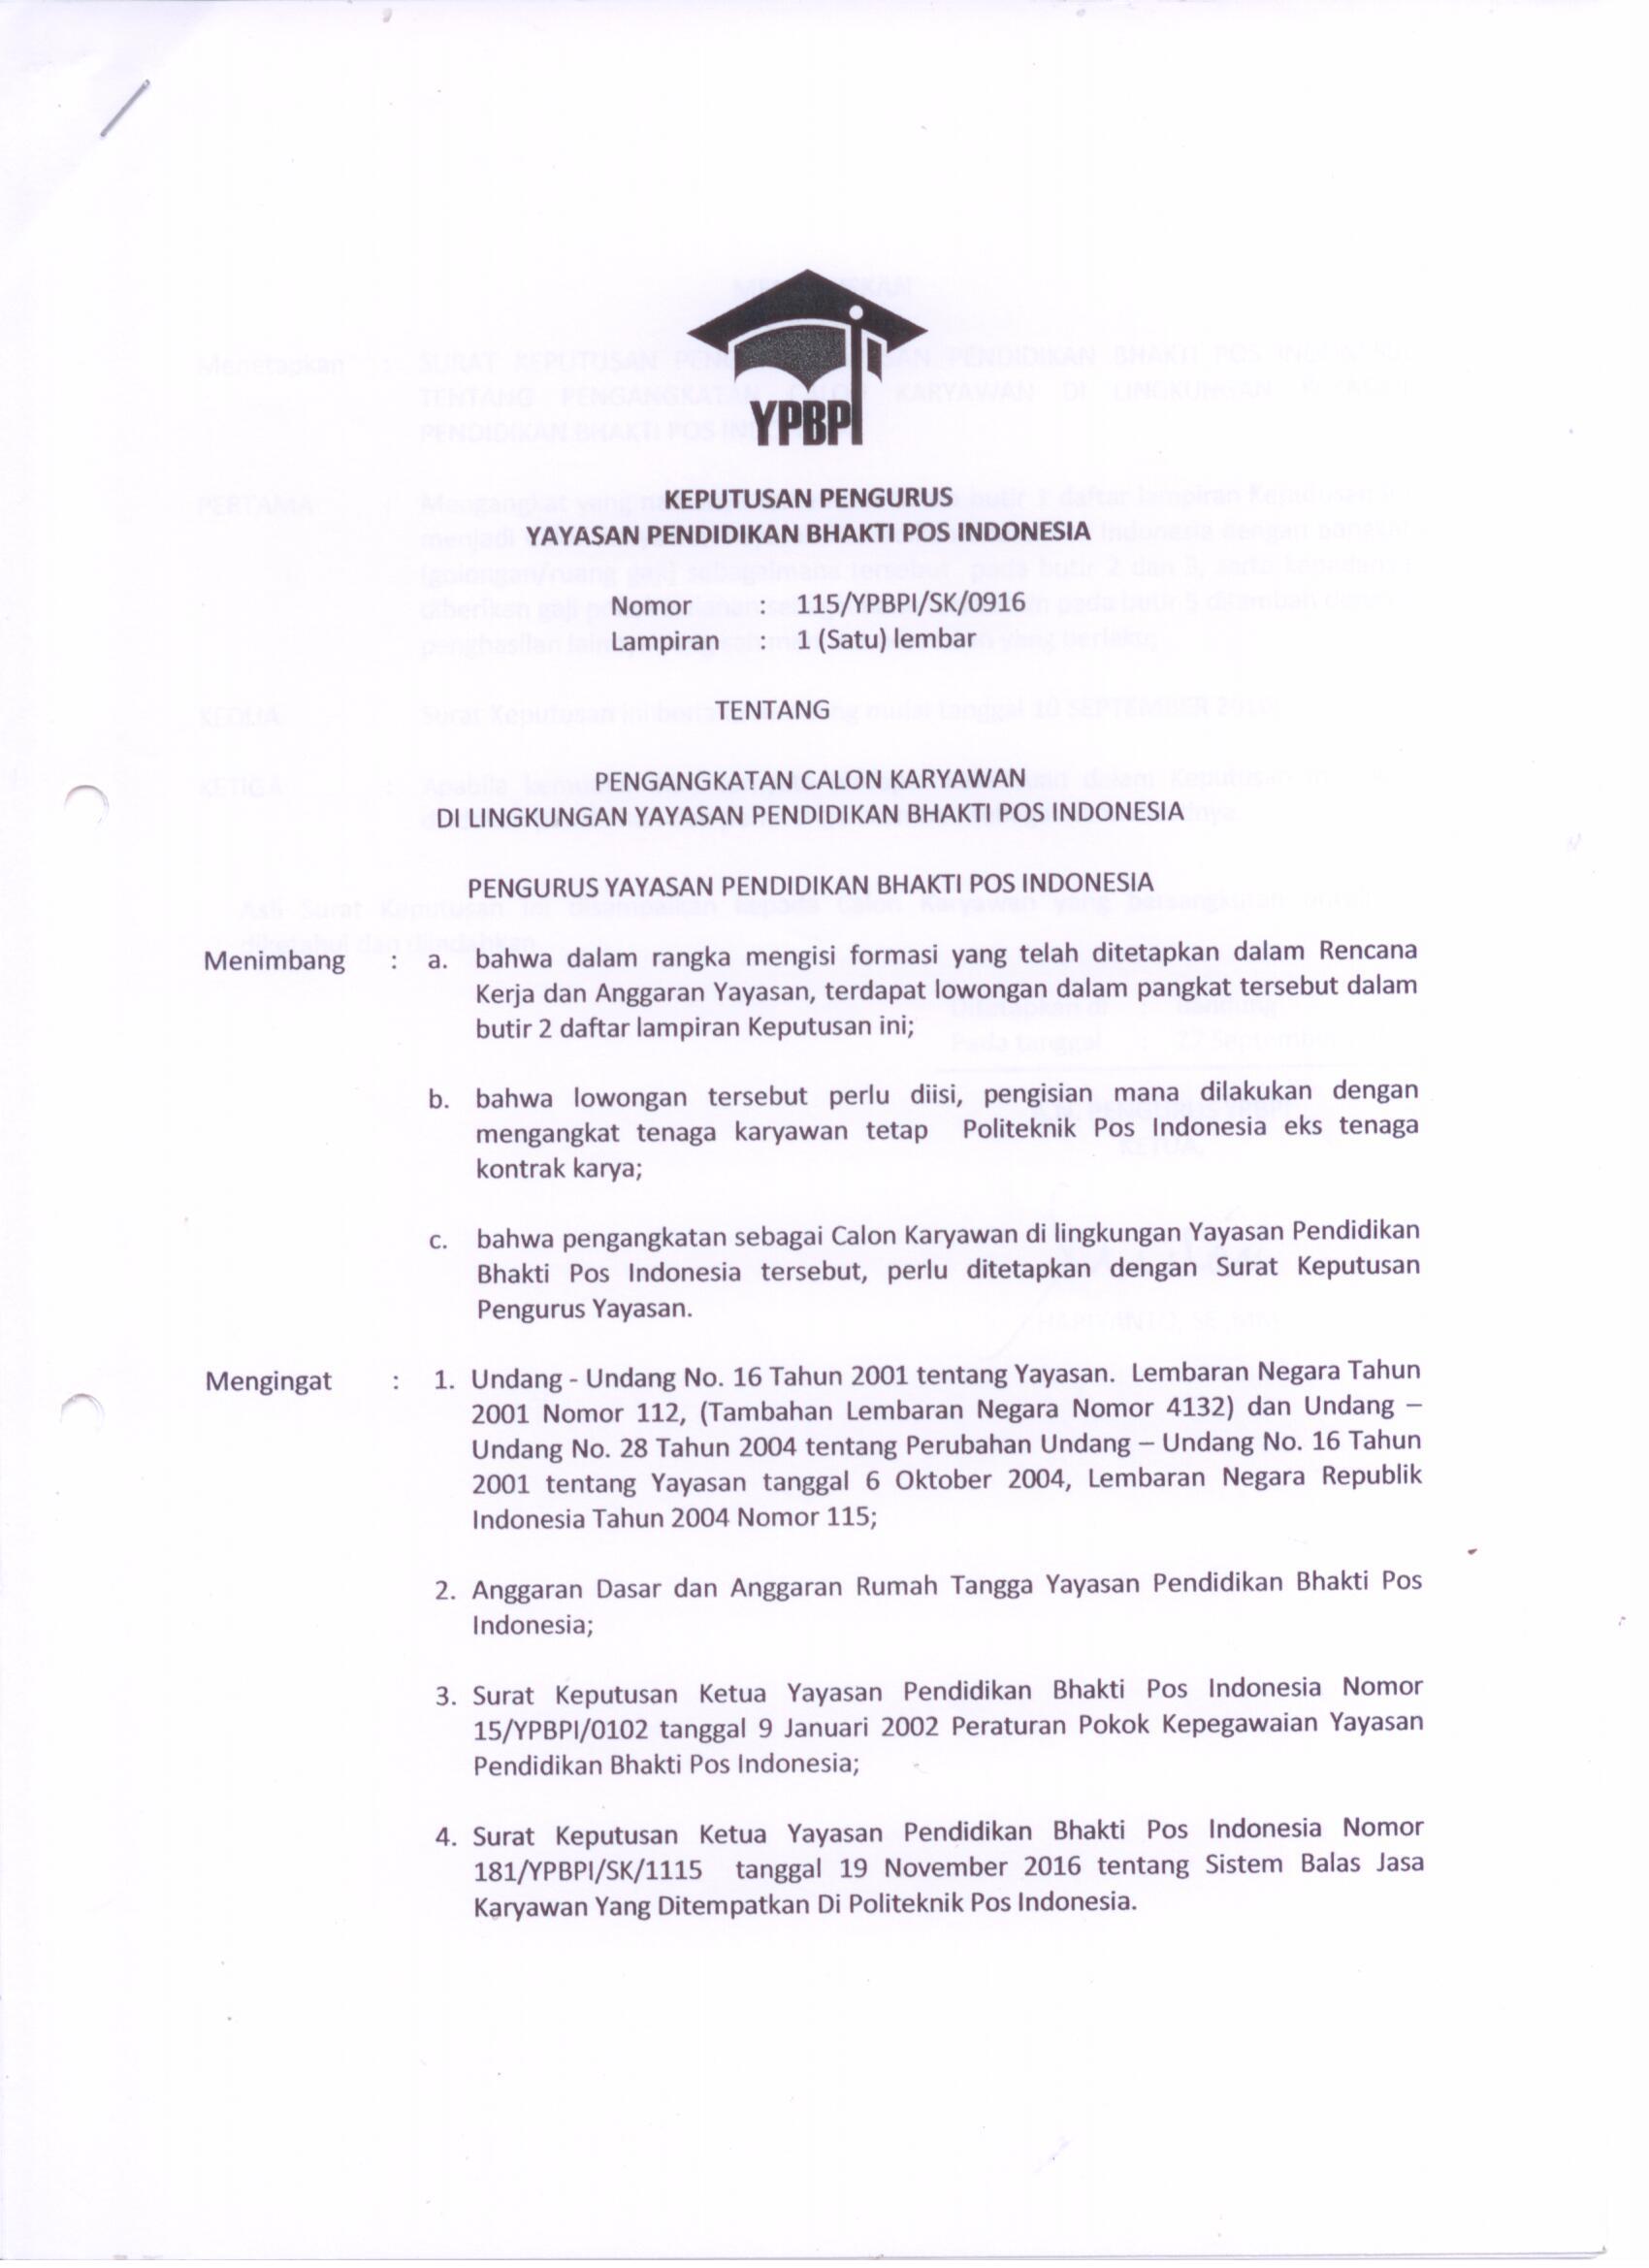 YPBPI
KEPUTUSAN PENGURUS
YAYASAN PENDIDIKAN BHAKTI POS INDONESIA
Nomor : 115/YPBPI/SK/0916
Lampiran : 1 (Satu) lembar
TENTANG
PENGANGKATAN CALON KARYAWAN
DI LINGKUNGAN YAYASAN PENDIDIKAN BHAKTI POS INDONESIA
PENGURUS YAYASAN PENDIDIKAN BHAKTI POS INDONESIA
Menimbang : a. bahwa dalam rangka mengisi formasi yang telah ditetapkan dalam Rencana
Kerja dan Anggaran Yayasan, terdapat lowongan dalam pangkat tersebut dalam
butir 2 daftar lampiran Keputusan ini;
b. bahwa lowongan tersebut perlu diisi, pengisian mana dilakukan dengan
mengangkat tenaga karyawan tetap Politeknik Pos Indonesia eks tenaga
kontrak karya;
c. bahwa pengangkatan sebagai Calon Karyawan di lingkungan Yayasan Pendidikan
Bhakti Pos Indonesia tersebut, perlu ditetapkan dengan Surat Keputusan
Pengurus Yayasan.
Mengingat : 1. Undang - Undang No. 16 Tahun 2001 tentang Yayasan. Lembaran Negara Tahun
2001 Nomor 112, (Tambahan Lembaran Negara Nomor 4132) dan Undang –
Undang No. 28 Tahun 2004 tentang Perubahan Undang – Undang No. 16 Tahun
2001 tentang Yayasan tanggal 6 Oktober 2004, Lembaran Negara Republik
Indonesia Tahun 2004 Nomor 115;
2. Anggaran Dasar dan Anggaran Rumah Tangga Yayasan Pendidikan Bhakti Pos
Indonesia;
3. Surat Keputusan Ketua Yayasan Pendidikan Bhakti Pos Indonesia Nomor
15/YPBPI/0102 tanggal 9 Januari 2002 Peraturan Pokok Kepegawaian Yayasan
Pendidikan Bhakti Pos Indonesia;
4. Surat Keputusan Ketua Yayasan Pendidikan Bhakti Pos Indonesia Nomor
181/YPBPI/SK/1115 tanggal 19 November 2016 tentang Sistem Balas Jasa
Karyawan Yang Ditempatkan Di Politeknik Pos Indonesia.